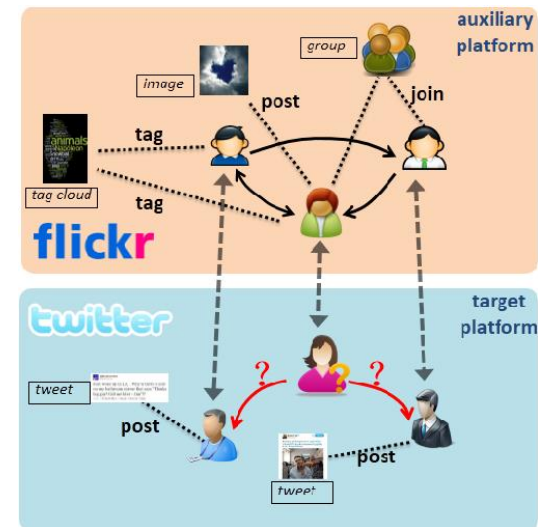 auxiliary
platform
group
image
post
join
tag
animals
tag cloud
tag
flickr
twitter
target
platform
?
?
?
tweet
post
post
tweet